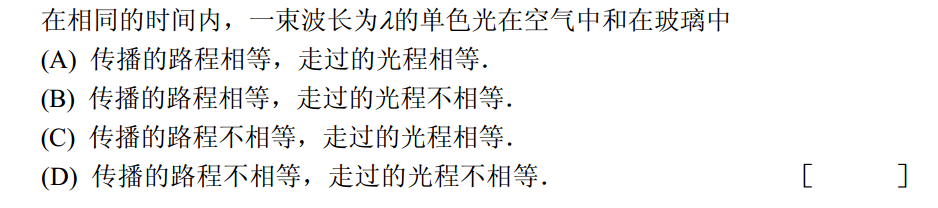 在相同的时间内，一束波长为λ的单色光在空气中和在玻璃中
(A) 传播的路程相等，走过的光程相等．
(B) 传播的路程相等，走过的光程不相等．
(C) 传播的路程不相等，走过的光程相等．
(D) 传播的路程不相等，走过的光程不相等． [ ]